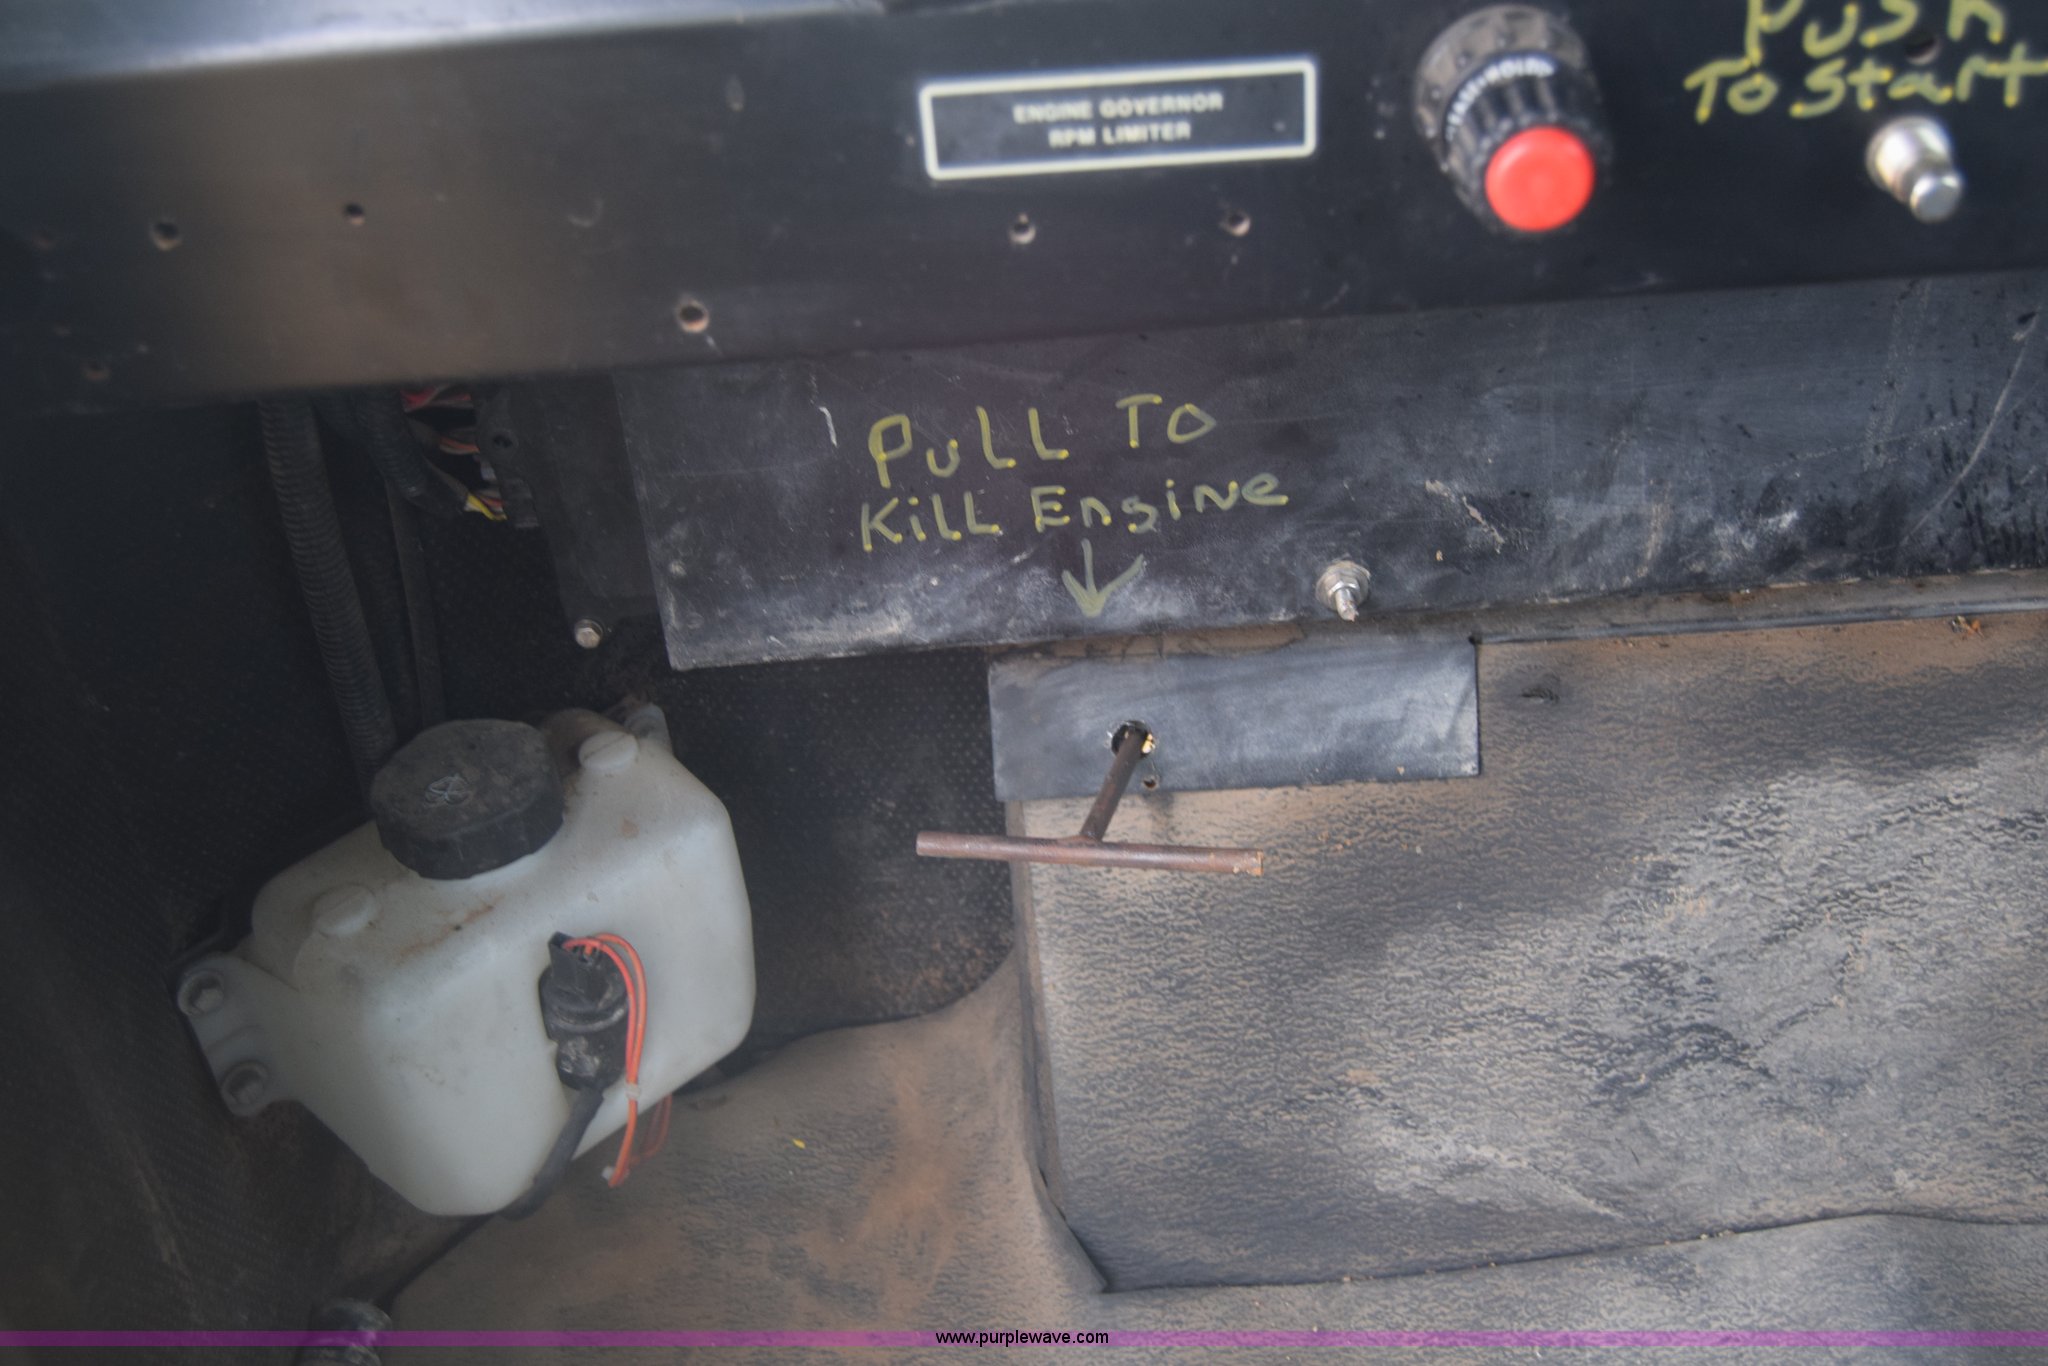 Push
To Start
ENGINE GOVERNOR
RPM LIMITER
PULL TO
KiLL EnginE
www.purplewave.com